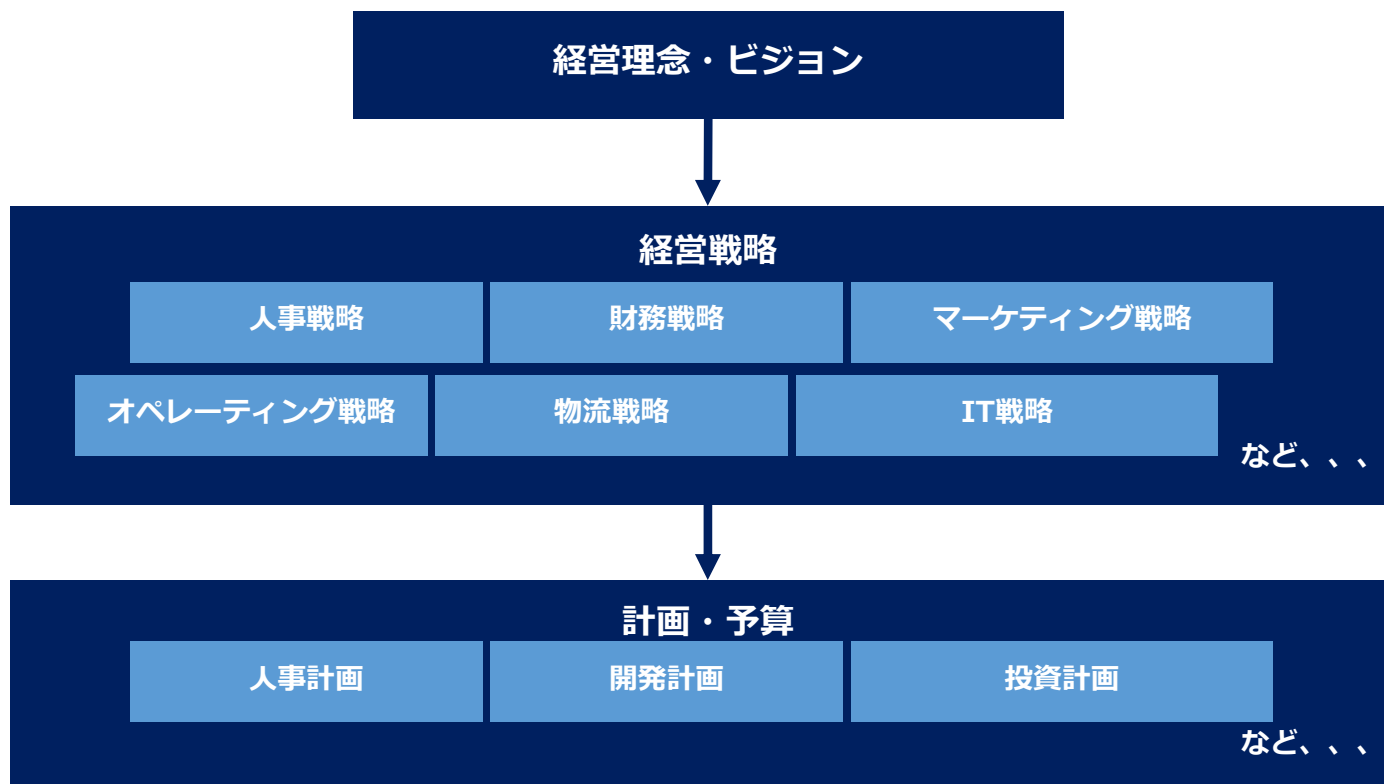 経営理念・ビジョン
経営戦略
人事戦略
財務戦略
マーケティング戦略
オペレーティング戦略
物流戦略
IT戦略
など、、、
計画・予算
人事計画
開発計画
投資計画
など、、、